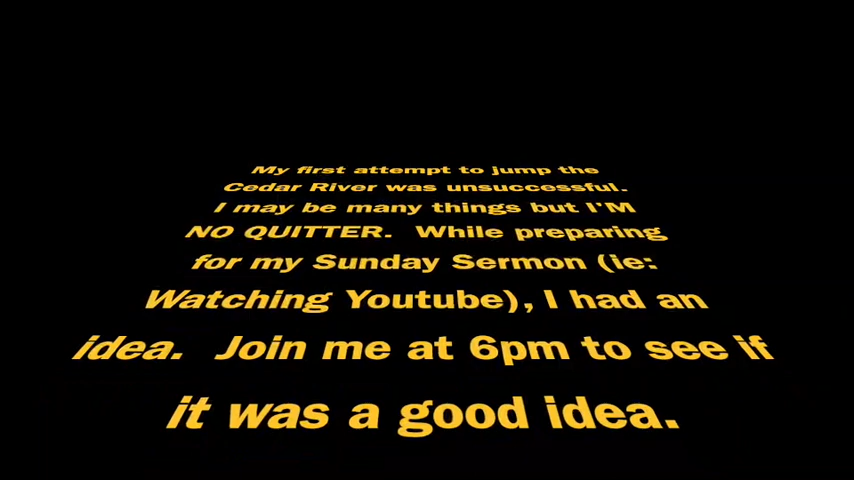 My first attempt to jump the
Cedar River was unsuccessful.
I may be many things but I'M
NO QUITTER.  While preparing
for my Sunday Sermon (ie:
Watching Youtube), I had an
idea.  Join me at 6pm to see if
it was a good idea.